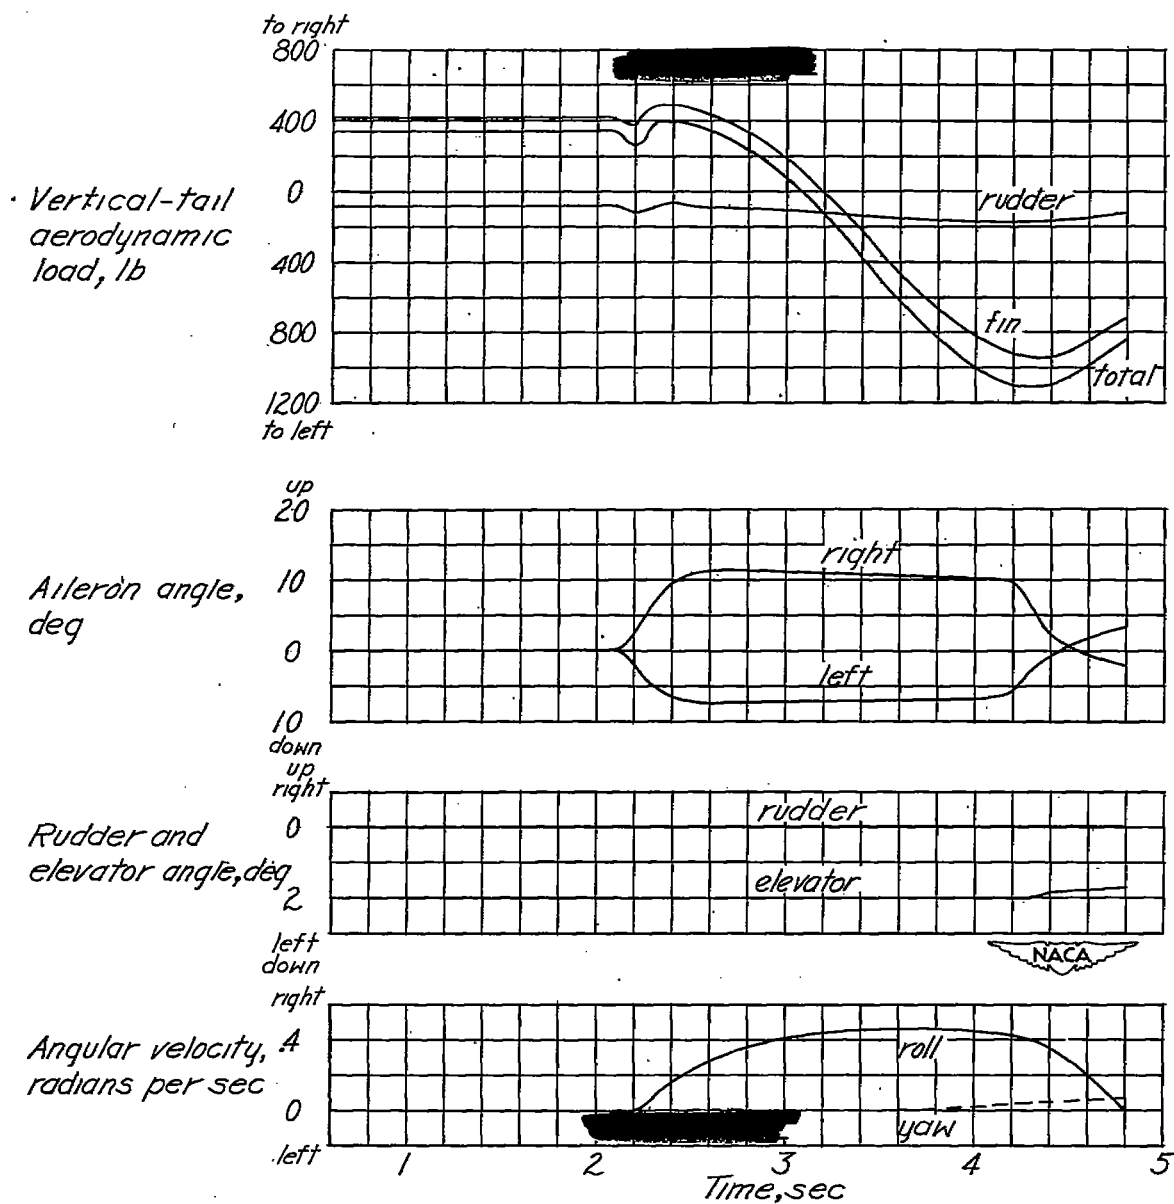 to right
800
400
0
400
800
1200
to left
Vertical-tail
aerodynamic
load, lb
rudder
fin
total
up
20
10
0
10
down
Aileron angle,
deg
right
left
up
right
0
2
left
down
Rudder and
elevator angle, deg
rudder
elevator
NACA
right
.4
0
left
Angular velocity,
radians per sec
roll
yaw
1 2 3 4 5
Time, sec